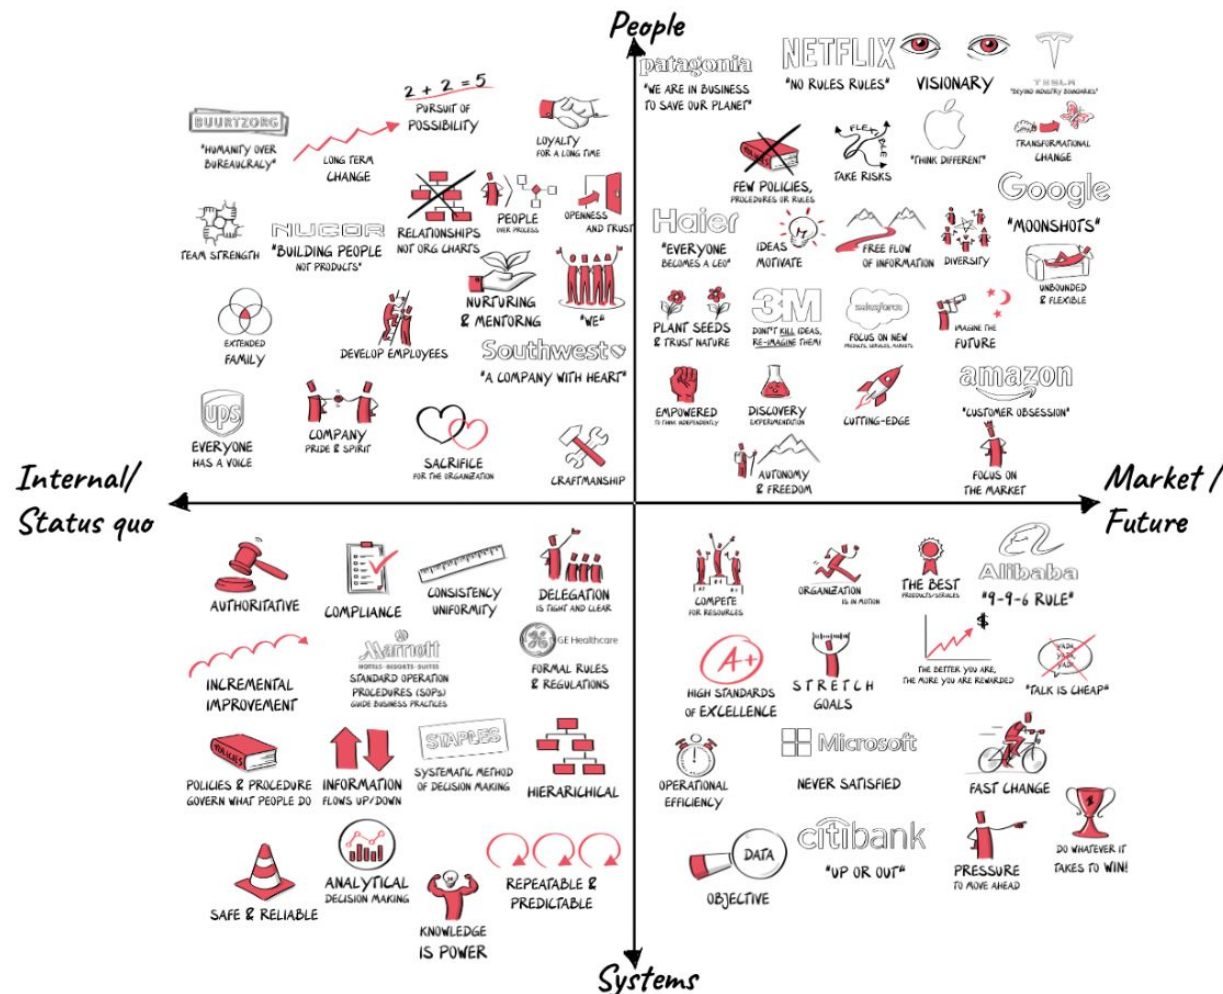 People
BUURTZORG
"HUMANITY OVER
BUREAUCRACY"
LONG TERM
CHANGE
2 + 2 = 5
PURSUIT OF
POSSIBILITY
LOYALTY
FOR A LONG TIME
TEAM STRENGTH
NUCOR
"BUILDING PEOPLE
NOT PRODUCTS"
RELATIONSHIPS
NOT ORG CHARTS
PEOPLE
OVER PROCESS
OPENNESS
AND TRUST
NURTURING
& MENTORNG
"WE"
EXTENDED
FAMILY
DEVELOP EMPLOYEES
Southwest
"A COMPANY WITH HEART"
ups
EVERYONE
HAS A VOICE
COMPANY
PRIDE & SPIRIT
SACRIFICE
FOR THE ORGANIZATION
CRAFTMANSHIP
patagonia
"WE ARE IN BUSINESS
TO SAVE OUR PLANET"
NETFLIX
"NO RULES RULES"
VISIONARY
TESLA
"BEYOND INDUSTRY BOUNDARIES"
POLICIES
FEW POLICIES,
PROCEDURES OR RULES
FLEXIBLE
TAKE RISKS
"THINK DIFFERENT"
TRANSFORMATIONAL
CHANGE
Google
"MOONSHOTS"
Haier
"EVERYONE
BECOMES A CEO"
IDEAS
MOTIVATE
FREE FLOW
OF INFORMATION
DIVERSITY
UNBOUNDED
& FLEXIBLE
PLANT SEEDS
& TRUST NATURE
3M
DON'T KILL IDEAS,
RE-IMAGINE THEM!
salesforce
FOCUS ON NEW
PRODUCTS, SERVICES, MARKETS
IMAGINE THE
FUTURE
EMPOWERED
TO THINK INDEPENDENTLY
DISCOVERY
EXPERIMENTATION
CUTTING-EDGE
amazon
"CUSTOMER OBSESSION"
AUTONOMY
& FREEDOM
FOCUS ON
THE MARKET
Internal/
Status quo
Market /
Future
AUTHORITATIVE
COMPLIANCE
CONSISTENCY
UNIFORMITY
DELEGATION
IS TIGHT AND CLEAR
INCREMENTAL
IMPROVEMENT
Marriott
HOTELS·RESORTS·SUITES
STANDARD OPERATION
PROCEDURES (SOPs)
GUIDE BUSINESS PRACTICES
GE Healthcare
FORMAL RULES
& REGULATIONS
POLICIES
POLICIES & PROCEDURE
GOVERN WHAT PEOPLE DO
INFORMATION
FLOWS UP/DOWN
STAPLES
SYSTEMATIC METHOD
OF DECISION MAKING
HIERARICHICAL
SAFE & RELIABLE
ANALYTICAL
DECISION MAKING
KNOWLEDGE
IS POWER
REPEATABLE &
PREDICTABLE
COMPETE
FOR RESOURCES
ORGANIZATION
IS IN MOTION
THE BEST
PRODUCTS/SERVICES
Alibaba
"9-9-6 RULE"
A+
HIGH STANDARDS
OF EXCELLENCE
STRETCH
GOALS
$
THE BETTER YOU ARE,
THE MORE YOU ARE REWARDED
YADA,
YADA,
YADA
"TALK IS CHEAP"
OPERATIONAL
EFFICIENCY
Microsoft
NEVER SATISFIED
FAST CHANGE
DATA
OBJECTIVE
citibank
"UP OR OUT"
PRESSURE
TO MOVE AHEAD
1
DO WHATEVER IT
TAKES TO WIN!
Systems